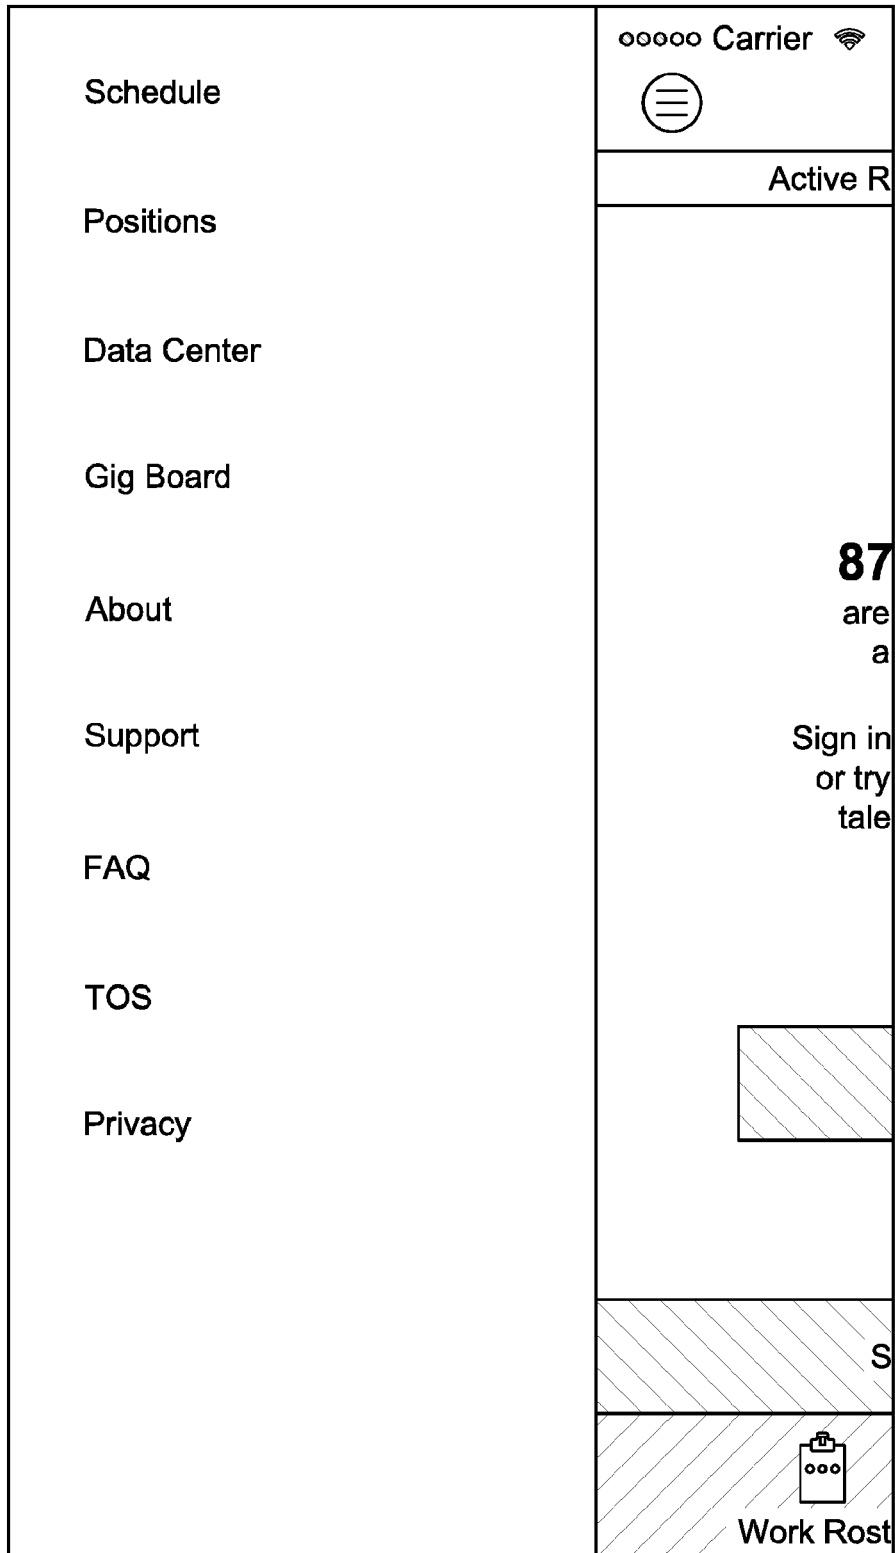 Schedule
Positions
Data Center
Gig Board
About
Support
FAQ
TOS
Privacy
Carrier
Active R
87
are
a
Sign in
or try
tale
S
Work Rost